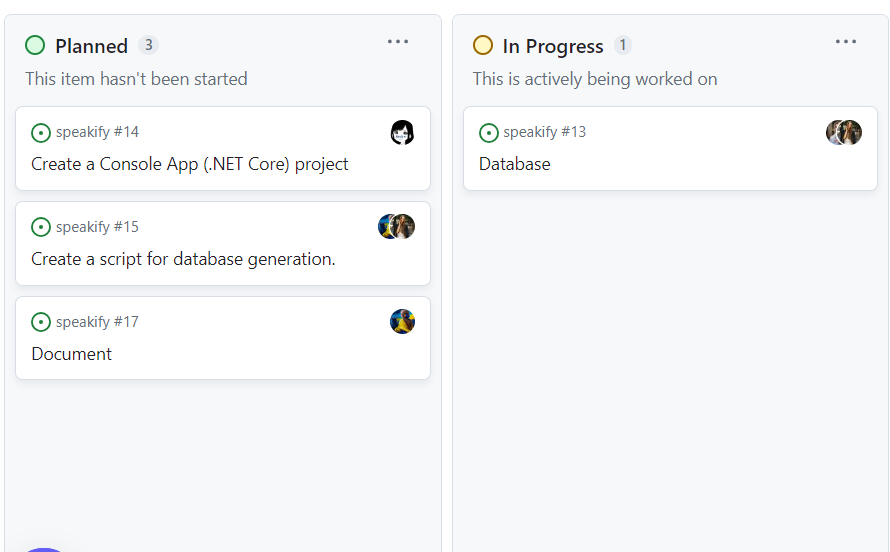 Planned 3
This item hasn't been started
speakify #14
Create a Console App (.NET Core) project
speakify #15
Create a script for database generation.
speakify #17
Document
In Progress 1
This is actively being worked on
speakify #13
Database